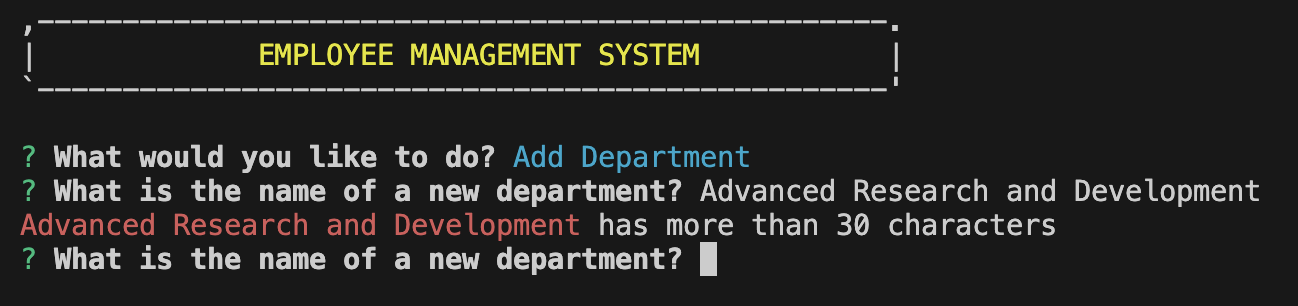 ,--------------------------------------------------.
|             EMPLOYEE MANAGEMENT SYSTEM           |
`--------------------------------------------------'
? What would you like to do? Add Department
? What is the name of a new department? Advanced Research and Development
Advanced Research and Development has more than 30 characters
? What is the name of a new department?